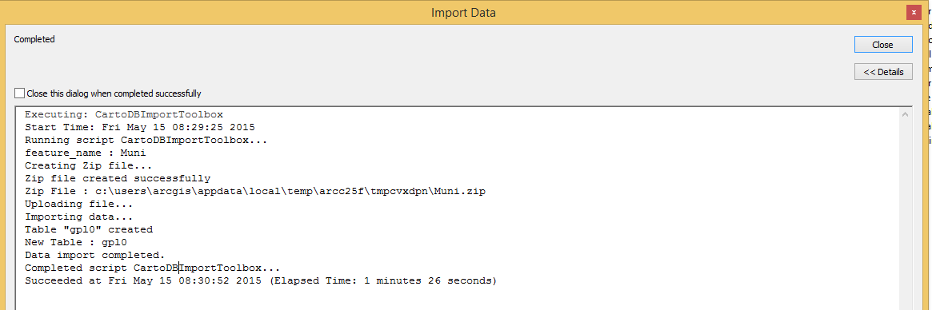 Import Data
x
Completed
Close
<< Details
Close this dialog when completed successfully
Executing: CartoDBImportToolbox
Start Time: Fri May 15 08:29:25 2015
Running script CartoDBImportToolbox...
feature_name : Muni
Creating Zip file...
Zip file created successfully
Zip File : c:\users\arcgis\appdata\local\temp\arcc25f\tmpcvxdpn\Muni.zip
Uploading file...
Importing data...
Table "gpl0" created
New Table : gpl0
Data import completed.
Completed script CartoDBImportToolbox...
Succeeded at Fri May 15 08:30:52 2015 (Elapsed Time: 1 minutes 26 seconds)